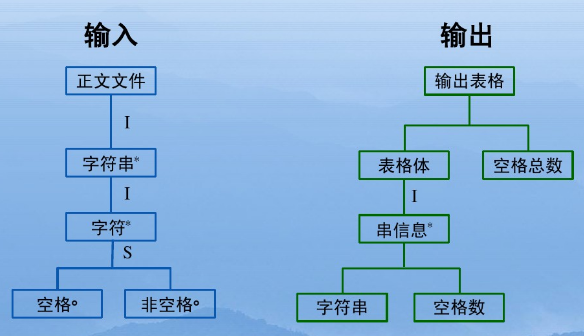 输入
正文文件
I
字符串*
I
字符*
S
空格°
非空格°
输出
输出表格
表格体
空格总数
I
串信息*
字符串
空格数